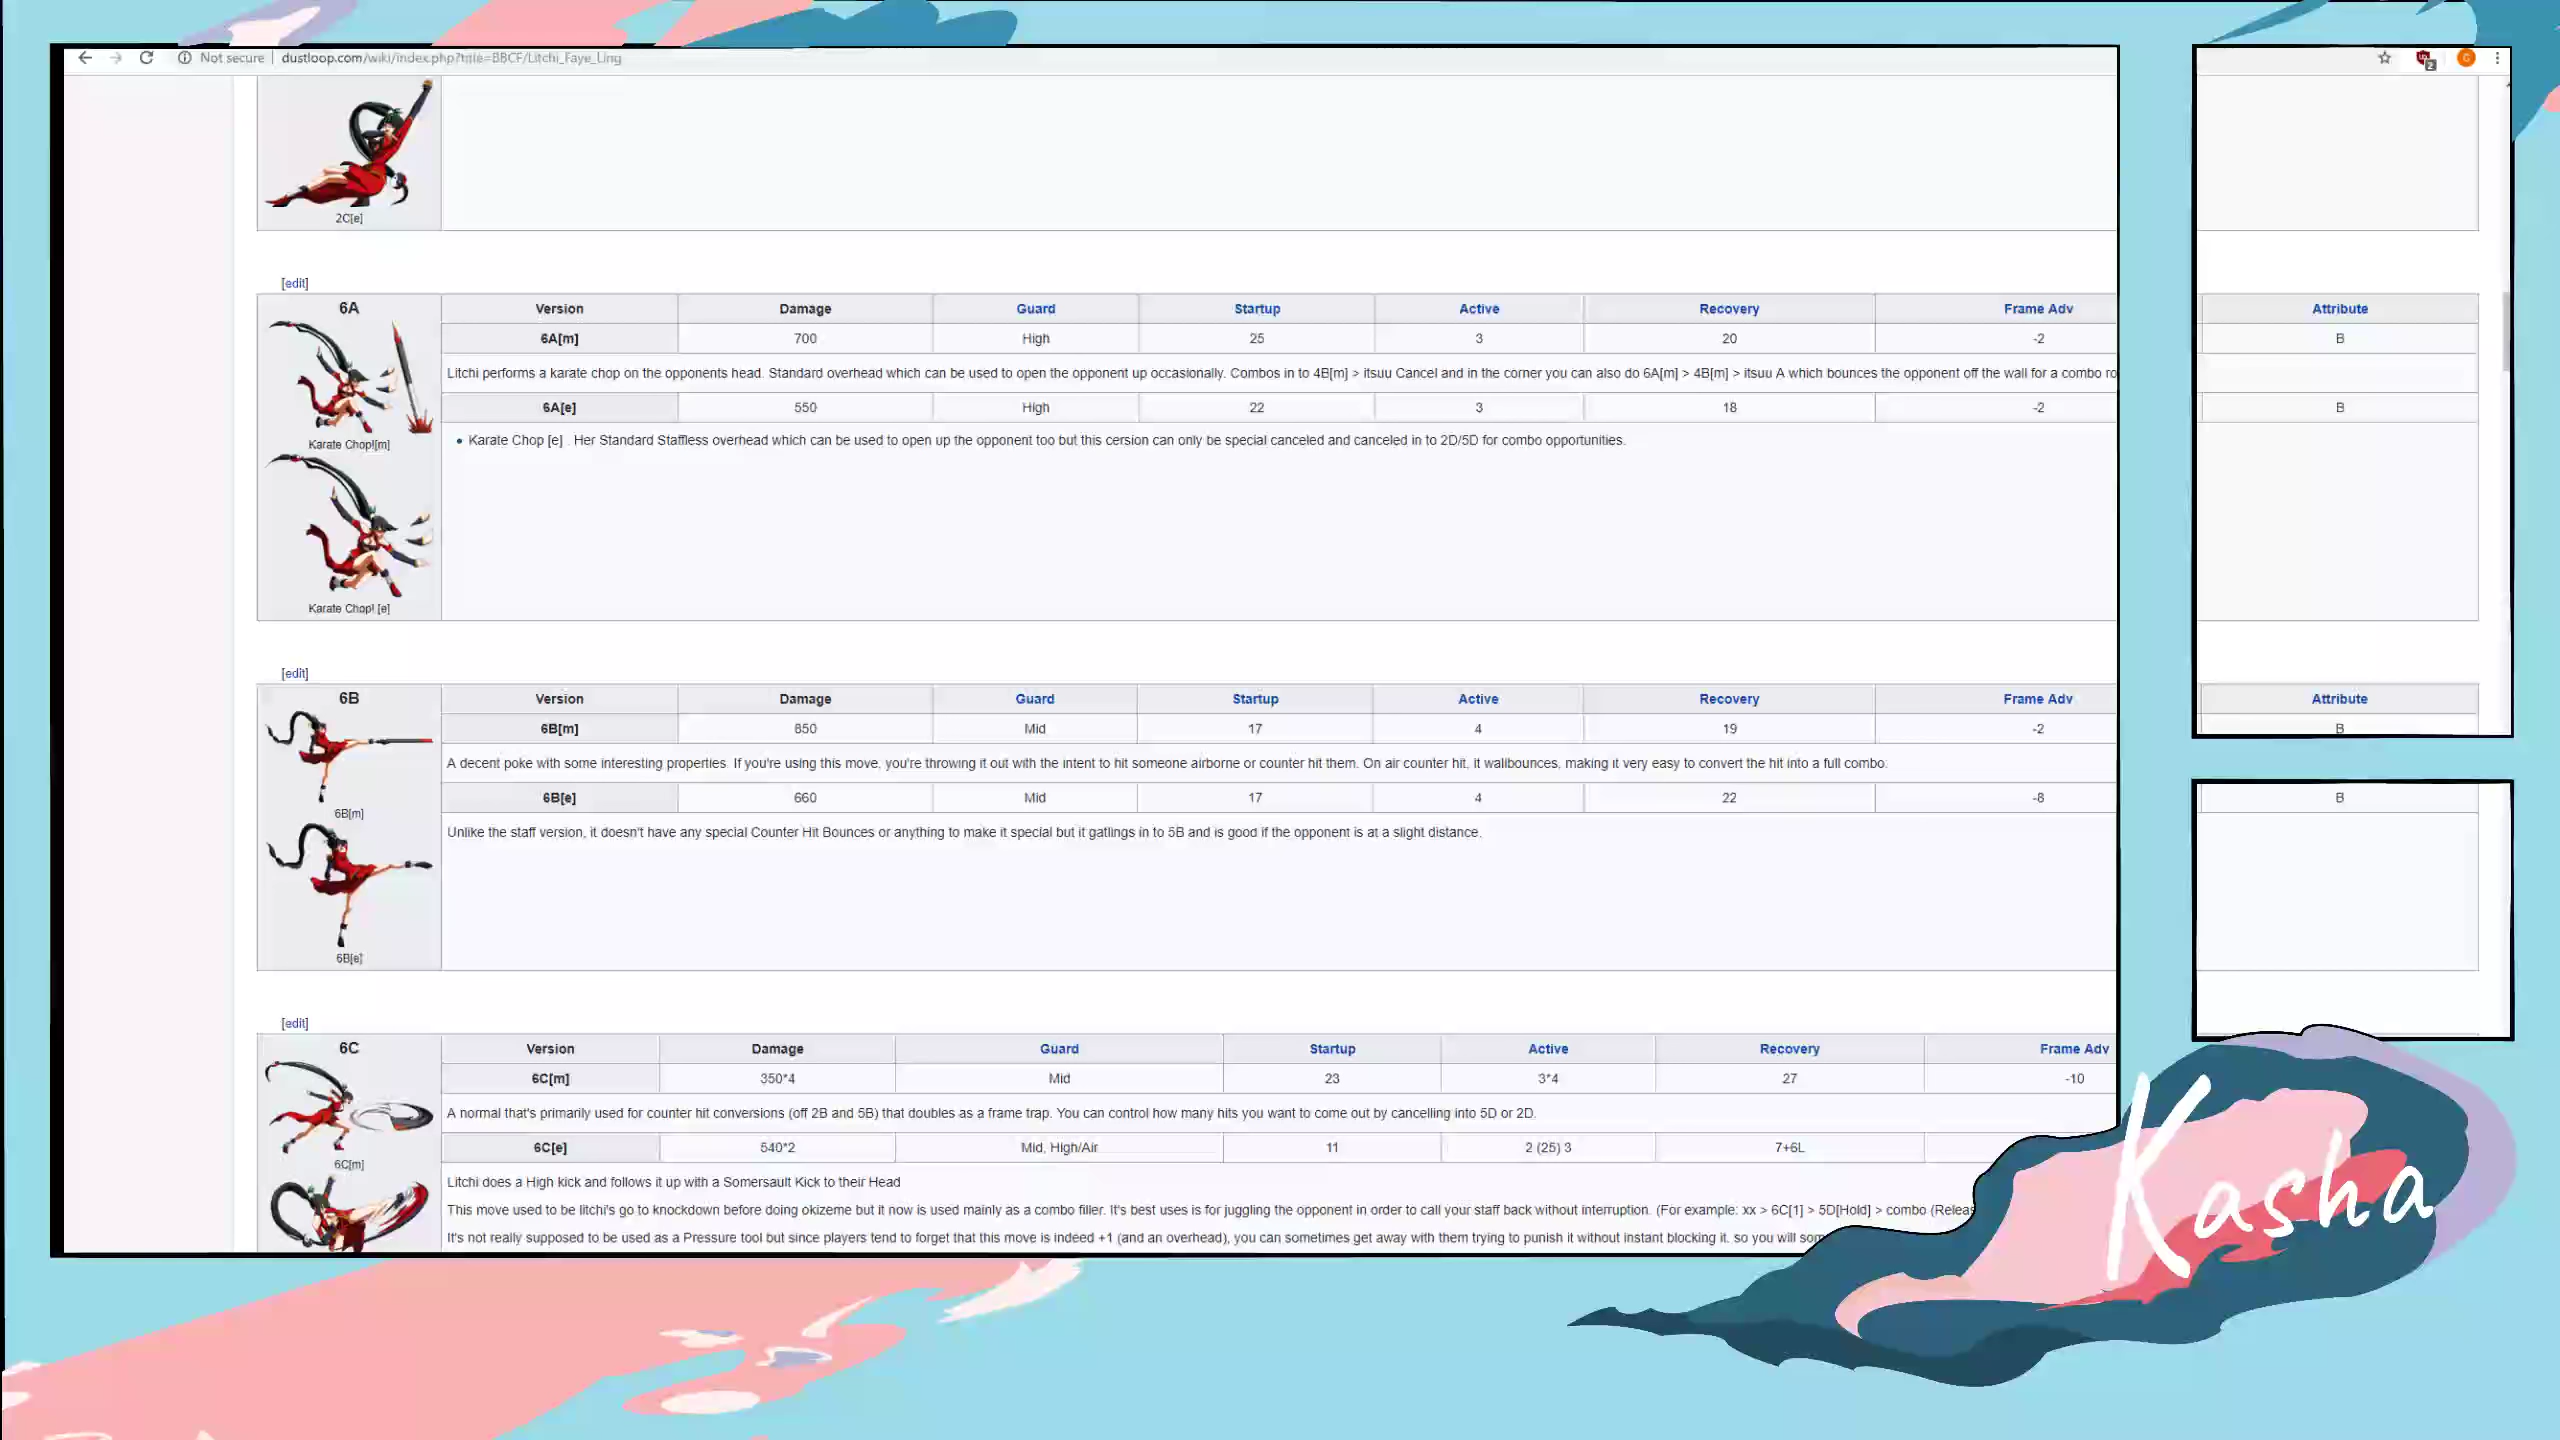 Not secure | dustloop.com/wiki/index.php?title=BBCF/Litchi_Faye_Ling
2
G
2C[e]
[edit]
6A Version Damage Guard Startup Active Recovery Frame Adv Attribute
6A[m] 700 High 25 3 20 -2 B
Litchi performs a karate chop on the opponents head. Standard overhead which can be used to open the opponent up occasionally. Combos in to 4B[m] > itsuu Cancel and in the corner you can also do 6A[m] > 4B[m] > itsuu A which bounces the opponent off the wall for a combo ro
6A[e] 550 High 22 3 18 -2 B
Karate Chop![m]
• Karate Chop [e] . Her Standard Staffless overhead which can be used to open up the opponent too but this cersion can only be special canceled and canceled in to 2D/5D for combo opportunities.
Karate Chop! [e]
[edit]
6B Version Damage Guard Startup Active Recovery Frame Adv Attribute
6B[m] 850 Mid 17 4 19 -2 B
A decent poke with some interesting properties. If you're using this move, you're throwing it out with the intent to hit someone airborne or counter hit them. On air counter hit, it wallbounces, making it very easy to convert the hit into a full combo.
6B[e] 660 Mid 17 4 22 -8 B
6B[m]
Unlike the staff version, it doesn't have any special Counter Hit Bounces or anything to make it special but it gatlings in to 5B and is good if the opponent is at a slight distance.
6B[e]
[edit]
6C Version Damage Guard Startup Active Recovery Frame Adv
6C[m] 350*4 Mid 23 3*4 27 -10
A normal that's primarily used for counter hit conversions (off 2B and 5B) that doubles as a frame trap. You can control how many hits you want to come out by cancelling into 5D or 2D.
6C[e] 540*2 Mid, High/Air 11 2 (25) 3 7+6L
6C[m]
Litchi does a High kick and follows it up with a Somersault Kick to their Head
This move used to be litchi's go to knockdown before doing okizeme but it now is used mainly as a combo filler. It's best uses is for juggling the opponent in order to call your staff back without interruption. (For example: xx > 6C[1] > 5D[Hold] > combo (Releas
It's not really supposed to be used as a Pressure tool but since players tend to forget that this move is indeed +1 (and an overhead), you can sometimes get away with them trying to punish it without instant blocking it. so you will som
Kasha